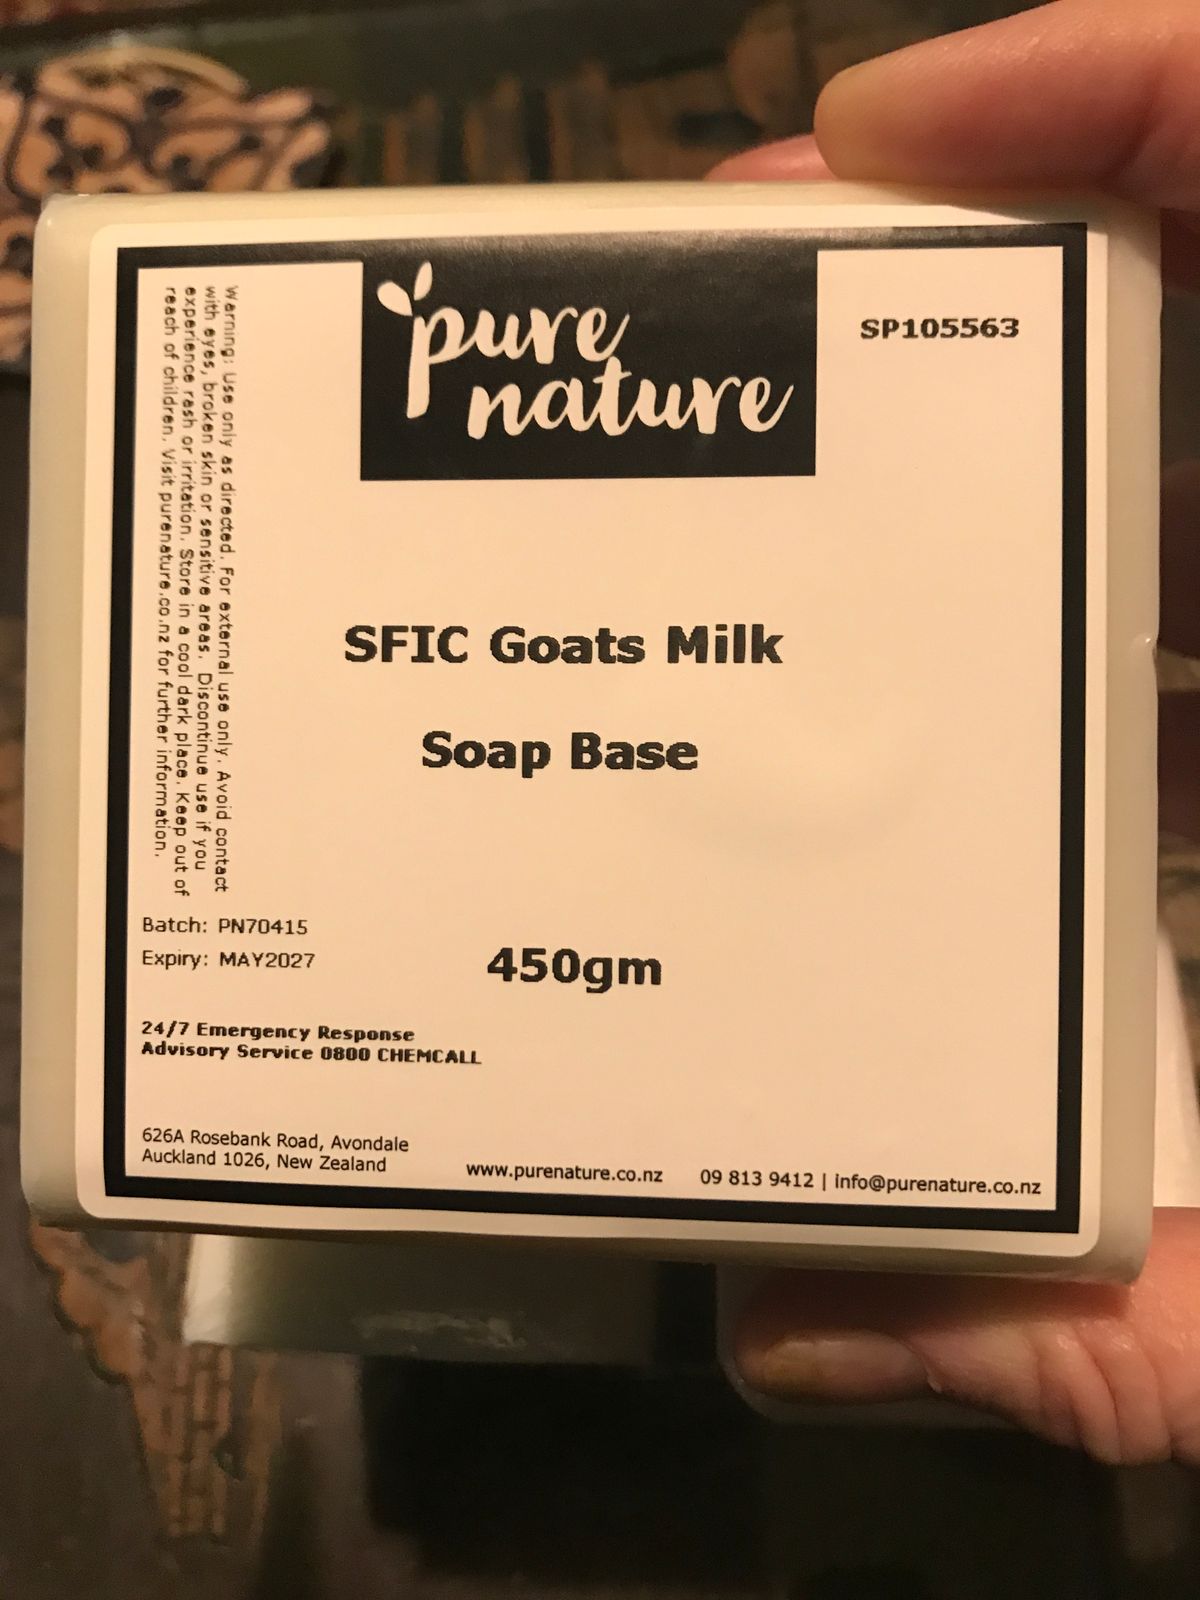 pure
nature
SP105563
Warning: Use only as directed. For external use only. Avoid contact
with eyes, broken skin or sensitive areas. Discontinue use if you
experience rash or irritation. Store in a cool dark place. Keep out of
reach of children. Visit purenature.co.nz for further information.
SFIC Goats Milk
Soap Base
Batch: PN70415
Expiry: MAY2027
450gm
24/7 Emergency Response
Advisory Service 0800 CHEMCALL
626A Rosebank Road, Avondale
Auckland 1026, New Zealand
www.purenature.co.nz
09 813 9412 | info@purenature.co.nz